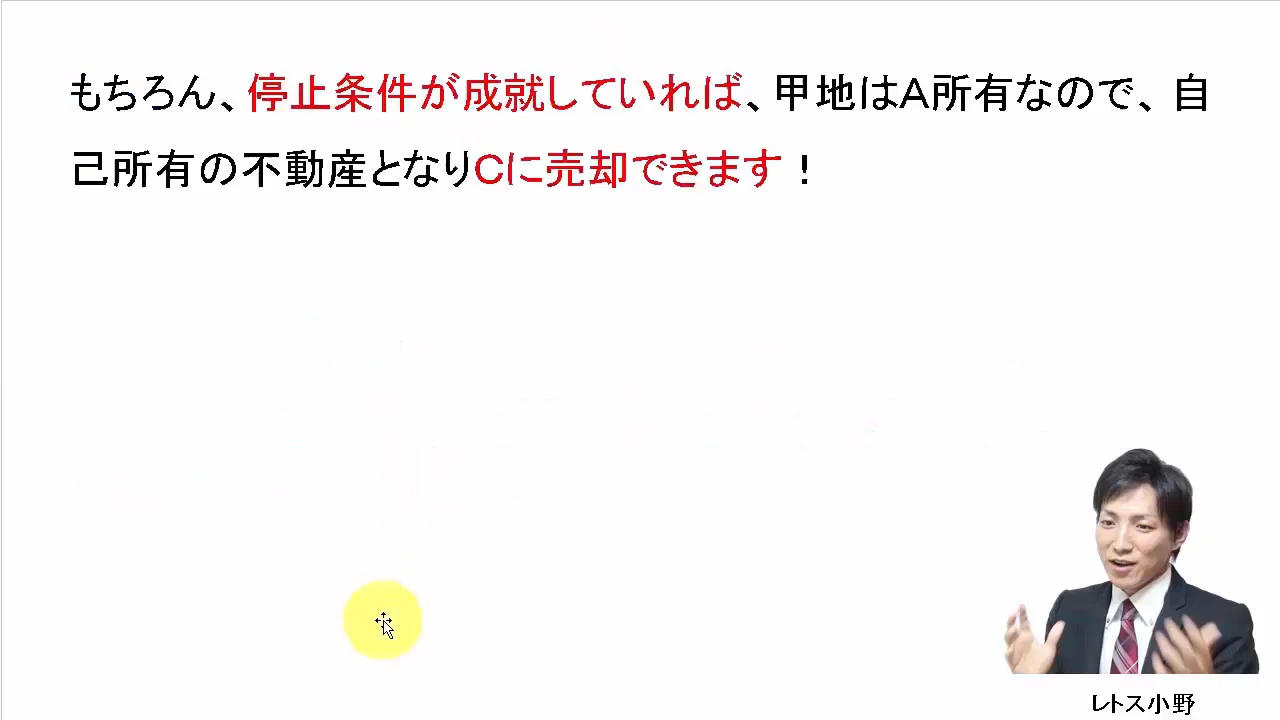 もちろん、停止条件が成就していれば、甲地はＡ所有なので、自
己所有の不動産となりＣに売却できます！
レトス小野